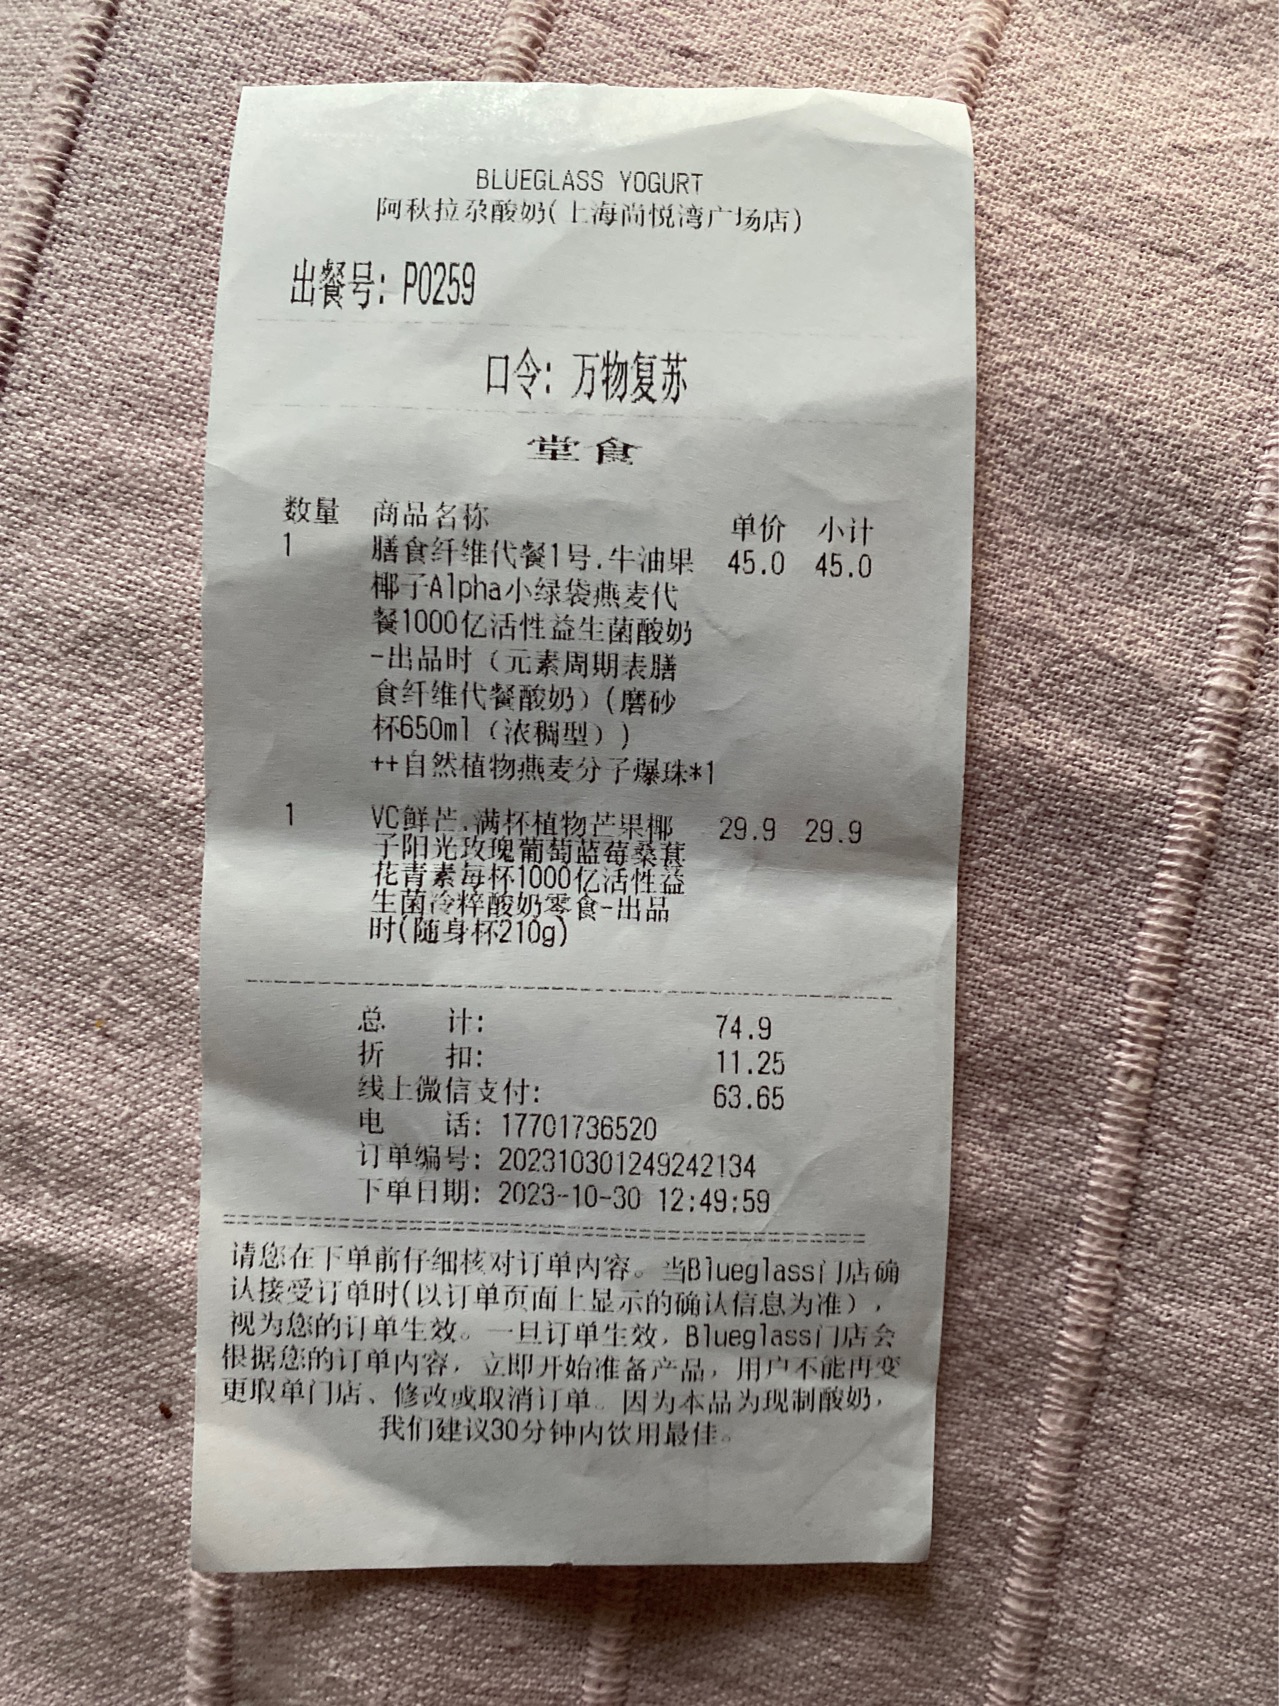 BLUEGLASS YOGURT
阿秋拉尕酸奶(上海尚悦湾广场店)
出餐号: P0259
口令: 万物复苏
堂食
数量 商品名称 单价 小计
1 膳食纤维代餐1号.牛油果 45.0 45.0
椰子Alpha小绿袋燕麦代
餐1000亿活性益生菌酸奶
-出品时（元素周期表膳
食纤维代餐酸奶）(磨砂
杯650ml（浓稠型）)
++自然植物燕麦分子爆珠*1
1 VC鲜芒.满杯植物芒果椰 29.9 29.9
子阳光玫瑰葡萄蓝莓桑葚
花青素每杯1000亿活性益
生菌冷粹酸奶零食-出品
时(随身杯210g)
总 计: 74.9
折 扣: 11.25
线上微信支付: 63.65
电 话: 17701736520
订单编号: 202310301249242134
下单日期: 2023-10-30 12:49:59
请您在下单前仔细核对订单内容。当Blueglass门店确
认接受订单时(以订单页面上显示的确认信息为准)，
视为您的订单生效。一旦订单生效，Blueglass门店会
根据您的订单内容，立即开始准备产品，用户不能再变
更取单门店、修改或取消订单。因为本品为现制酸奶，
我们建议30分钟内饮用最佳。